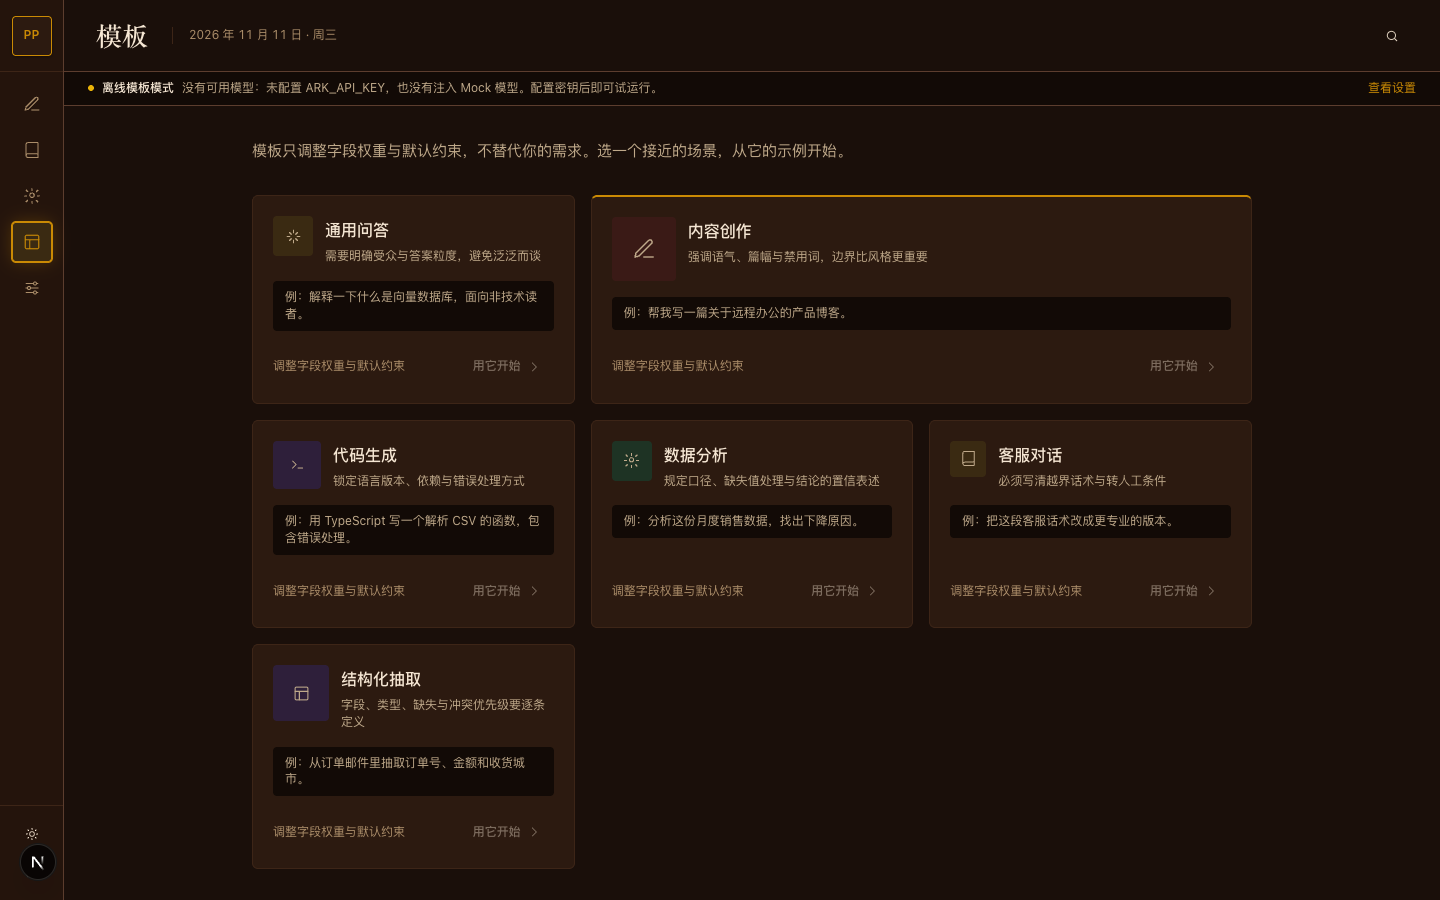 PP
模板
2026 年 11 月 11 日 · 周三
离线模板模式 没有可用模型：未配置 ARK_API_KEY，也没有注入 Mock 模型。配置密钥后即可试运行。
查看设置
模板只调整字段权重与默认约束，不替代你的需求。选一个接近的场景，从它的示例开始。
通用问答
需要明确受众与答案粒度，避免泛泛而谈
例：解释一下什么是向量数据库，面向非技术读
者。
调整字段权重与默认约束
用它开始
内容创作
强调语气、篇幅与禁用词，边界比风格更重要
例：帮我写一篇关于远程办公的产品博客。
调整字段权重与默认约束
用它开始
代码生成
锁定语言版本、依赖与错误处理方式
例：用 TypeScript 写一个解析 CSV 的函数，包
含错误处理。
调整字段权重与默认约束
用它开始
数据分析
规定口径、缺失值处理与结论的置信表述
例：分析这份月度销售数据，找出下降原因。
调整字段权重与默认约束
用它开始
客服对话
必须写清越界话术与转人工条件
例：把这段客服话术改成更专业的版本。
调整字段权重与默认约束
用它开始
结构化抽取
字段、类型、缺失与冲突优先级要逐条
定义
例：从订单邮件里抽取订单号、金额和收货城
市。
调整字段权重与默认约束
用它开始
N